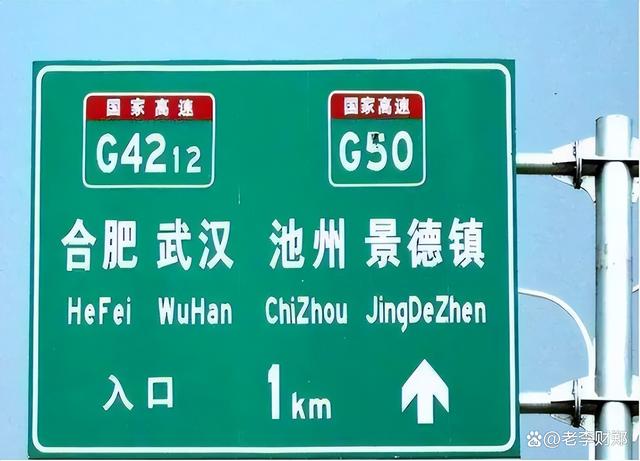 国家高速 国家高速
G4212 G50
合肥 武汉 池州 景德镇
HeFei WuHan ChiZhou JingDeZhen
入口 1km
@老李财郑